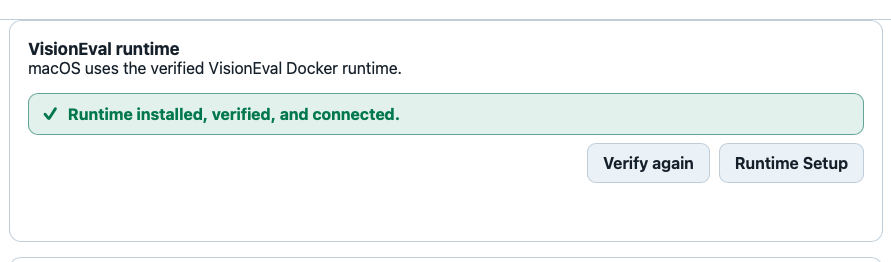 VisionEval runtime
macOS uses the verified VisionEval Docker runtime.
✓ Runtime installed, verified, and connected.
Verify again
Runtime Setup